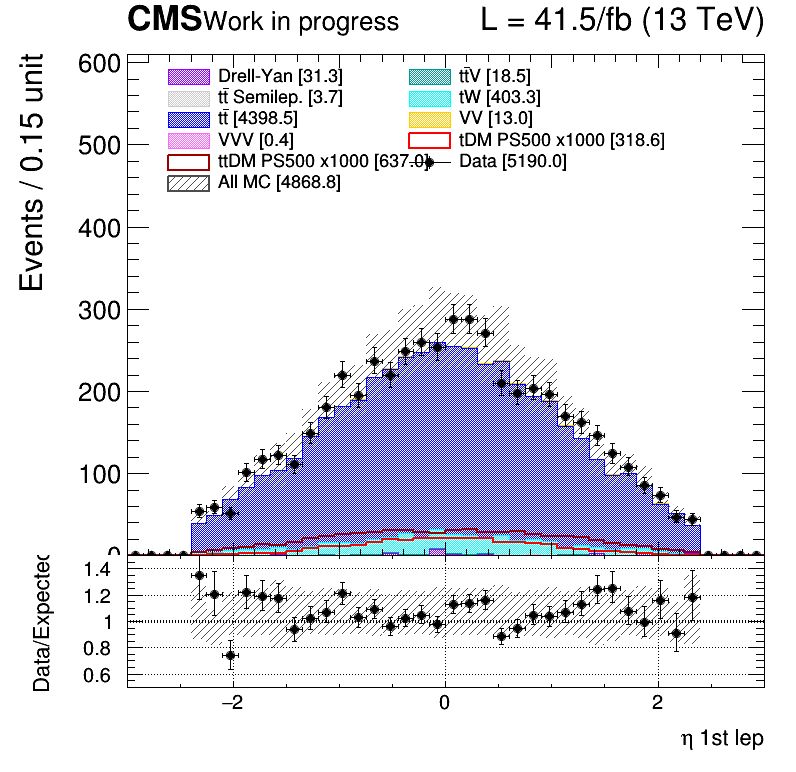 CMS Work in progress L = 41.5/fb (13 TeV)
Events / 0.15 unit
600
500
400
300
200
100
0
Drell-Yan [31.3]
tt̄ Semilep. [3.7]
tt̄ [4398.5]
VVV [0.4]
ttDM PS500 x1000 [637.0]
All MC [4868.8]
tt̄V [18.5]
tW [403.3]
VV [13.0]
tDM PS500 x1000 [318.6]
Data [5190.0]
Data/Expected
1.4
1.2
1
0.8
0.6
−2 0 2
η 1st lep